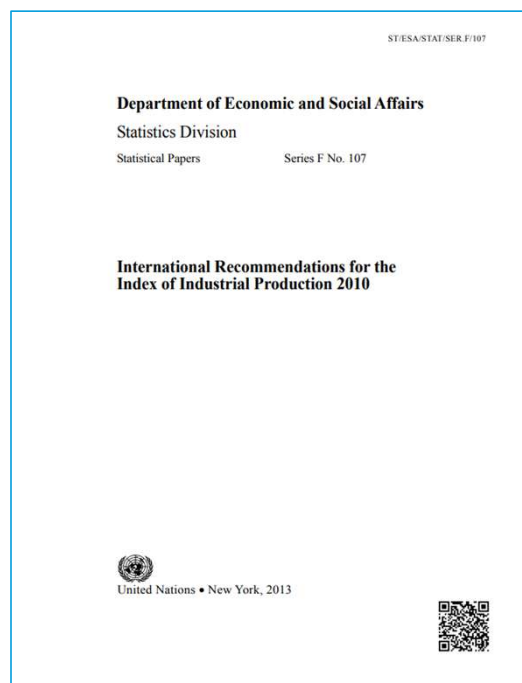 ST/ESA/STAT/SER.F/107
Department of Economic and Social Affairs
Statistics Division
Statistical Papers Series F No. 107
International Recommendations for the
Index of Industrial Production 2010
United Nations • New York, 2013